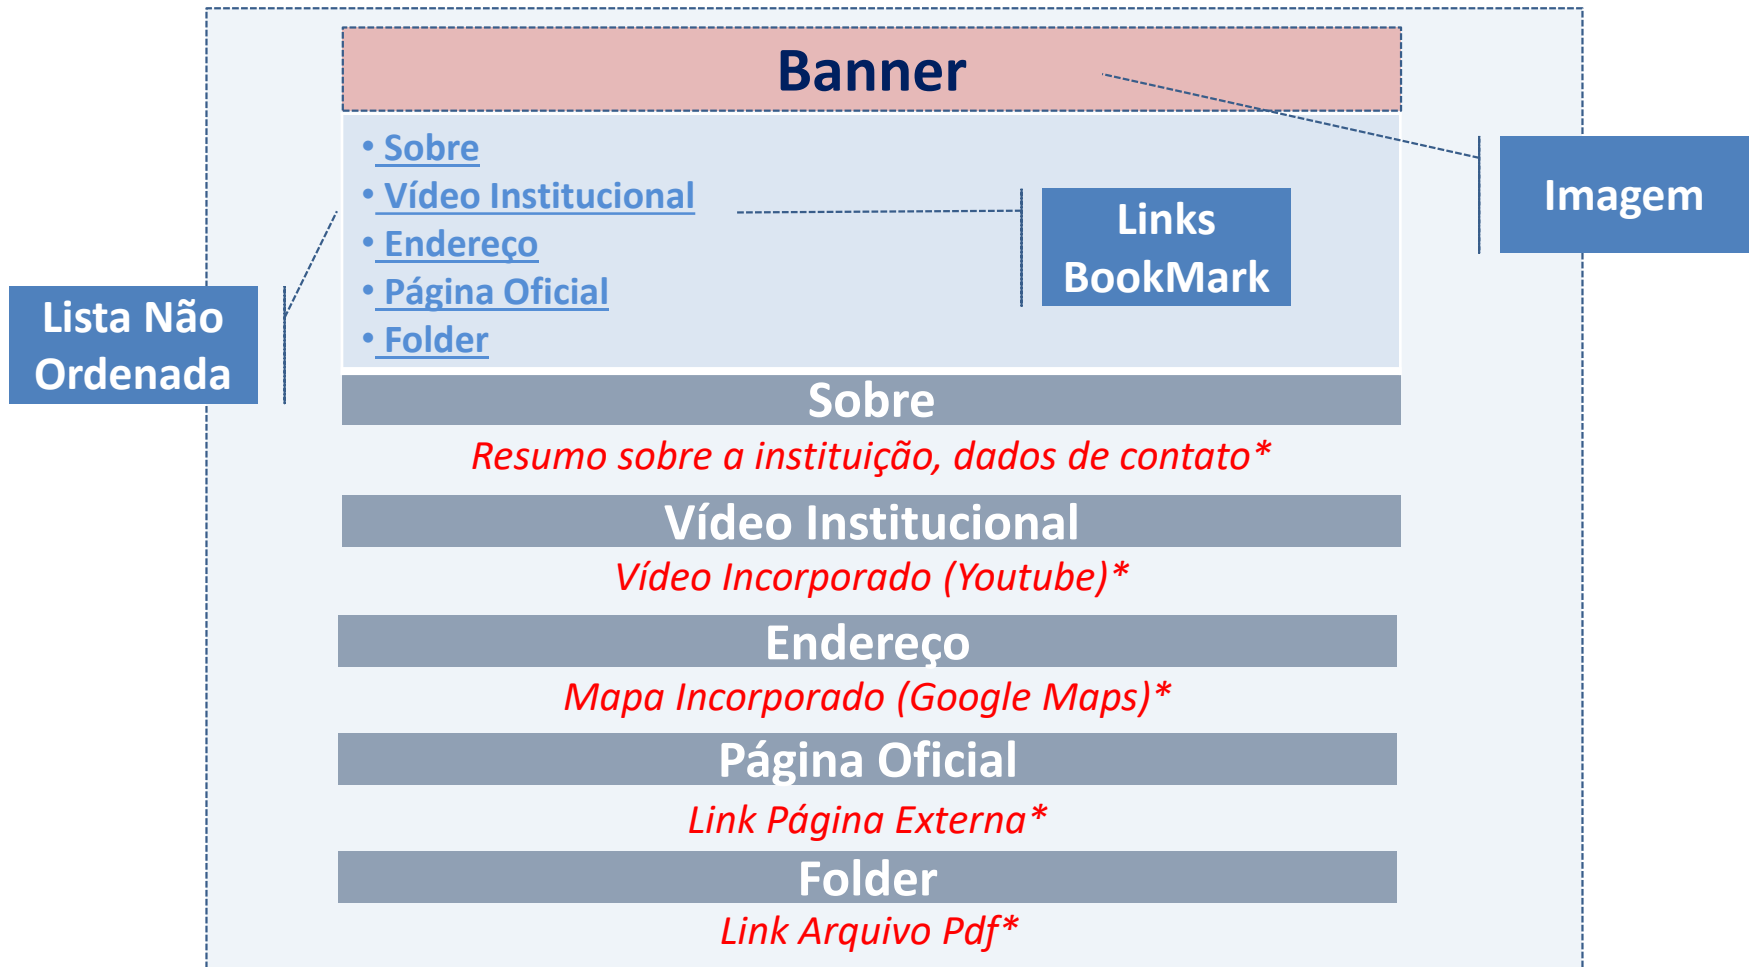 Banner
• Sobre
• Vídeo Institucional
• Endereço
• Página Oficial
• Folder
Links
BookMark
Imagem
Lista Não
Ordenada
Sobre
Resumo sobre a instituição, dados de contato*
Vídeo Institucional
Vídeo Incorporado (Youtube)*
Endereço
Mapa Incorporado (Google Maps)*
Página Oficial
Link Página Externa*
Folder
Link Arquivo Pdf*